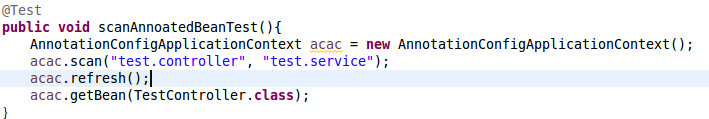 @Test
public void scanAnnoatedBeanTest(){
    AnnotationConfigApplicationContext acac = new AnnotationConfigApplicationContext();
    acac.scan("test.controller", "test.service");
    acac.refresh();
    acac.getBean(TestController.class);
}